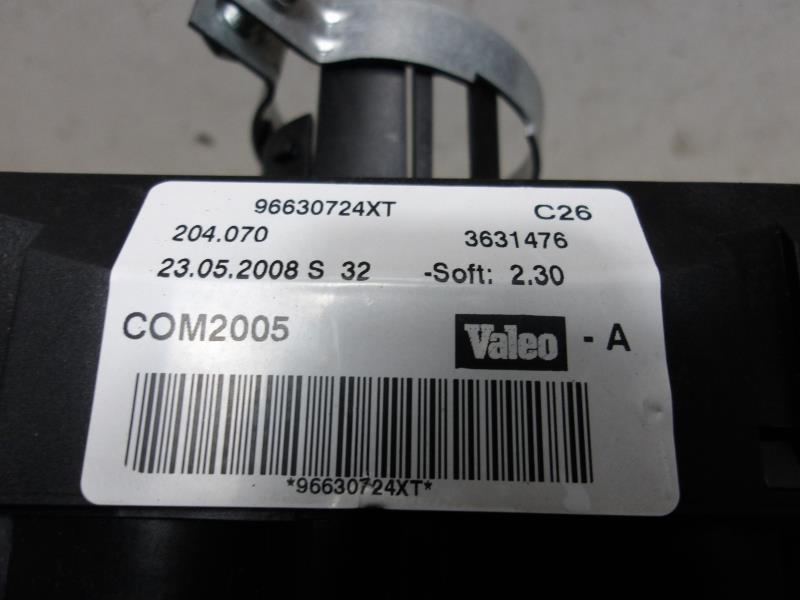 96630724XT C26
204.070 3631476
23.05.2008 S 32 -Soft: 2.30
COM2005 Valeo - A
*96630724XT*